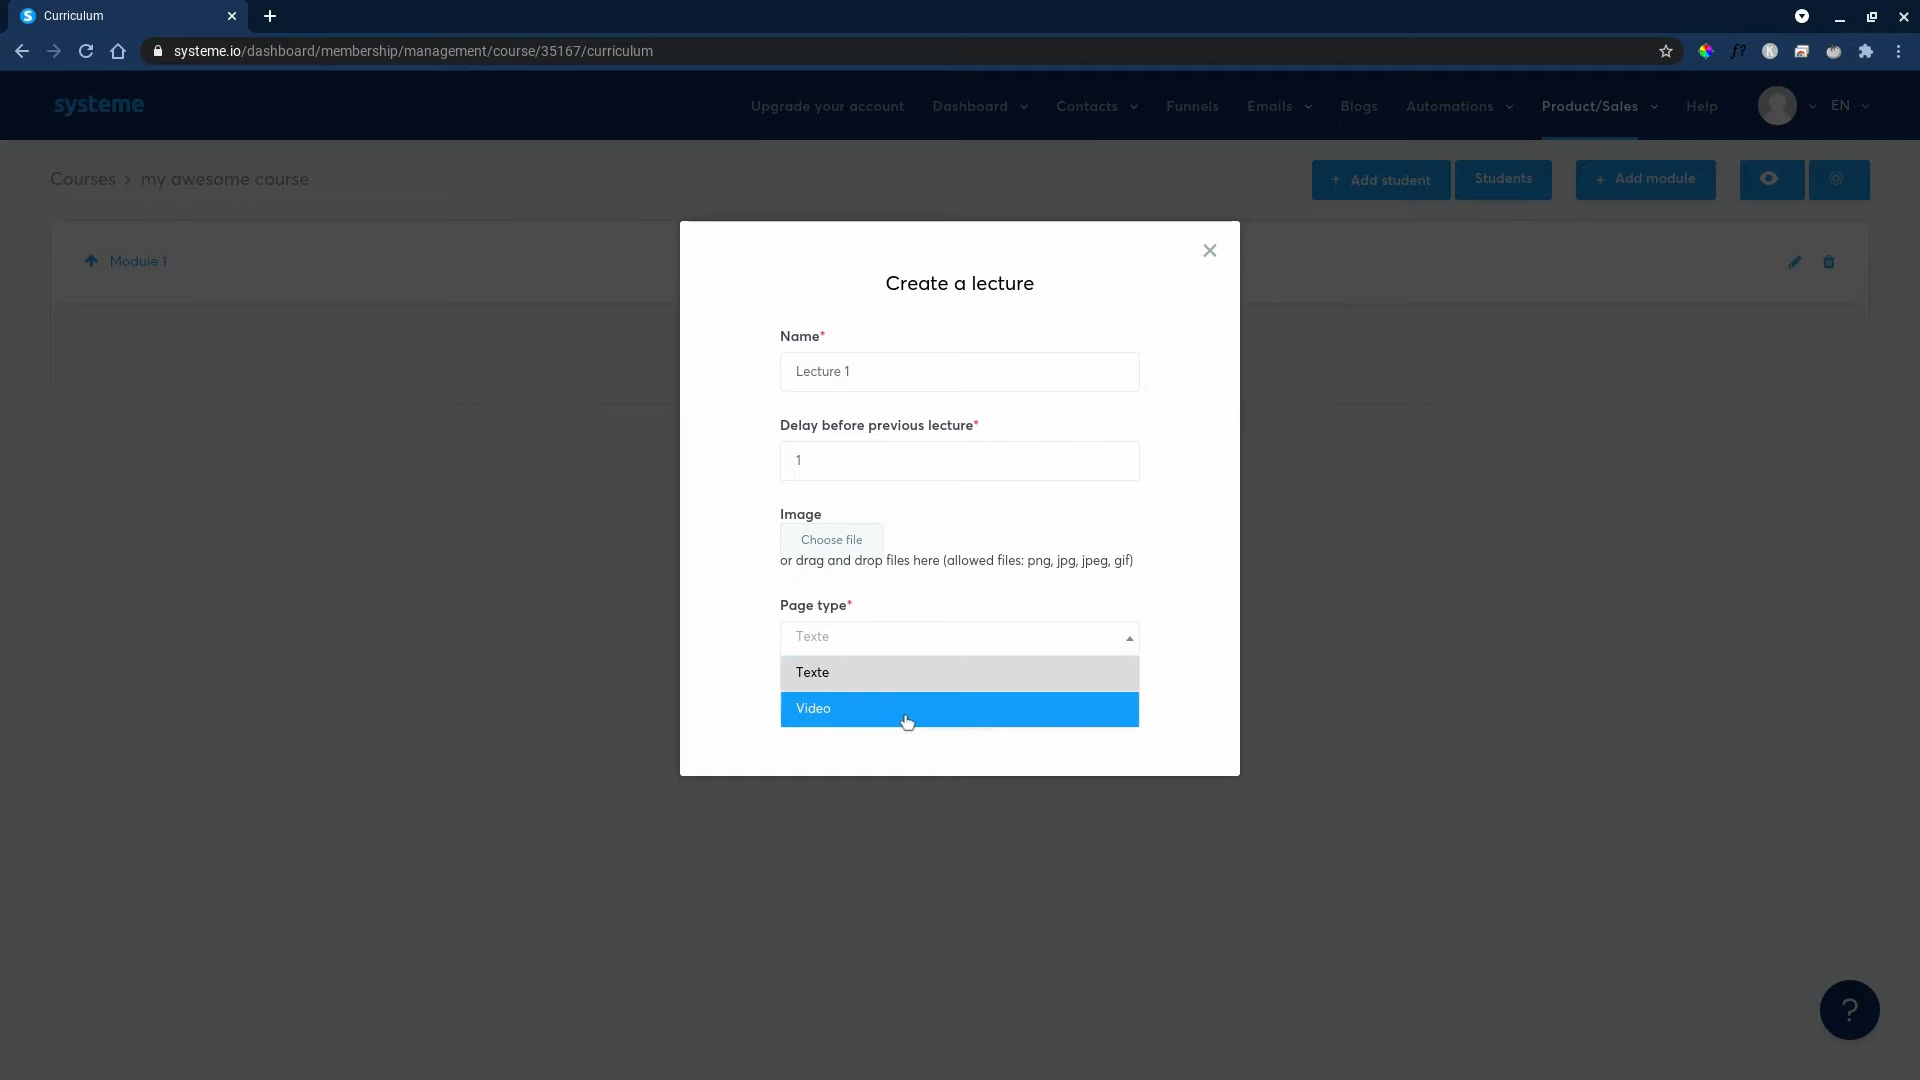 Curriculum
systeme.io/dashboard/membership/management/course/35167/curriculum
systeme
Upgrade your account
Dashboard
Contacts
Funnels
Emails
Blogs
Automations
Product/Sales
Help
EN
Courses > my awesome course
+ Add student
Students
+ Add module
Module 1
Create a lecture
Name*
Lecture 1
Delay before previous lecture*
1
Image
Choose file
or drag and drop files here (allowed files: png, jpg, jpeg, gif)
Page type*
Texte
Texte
Video
?